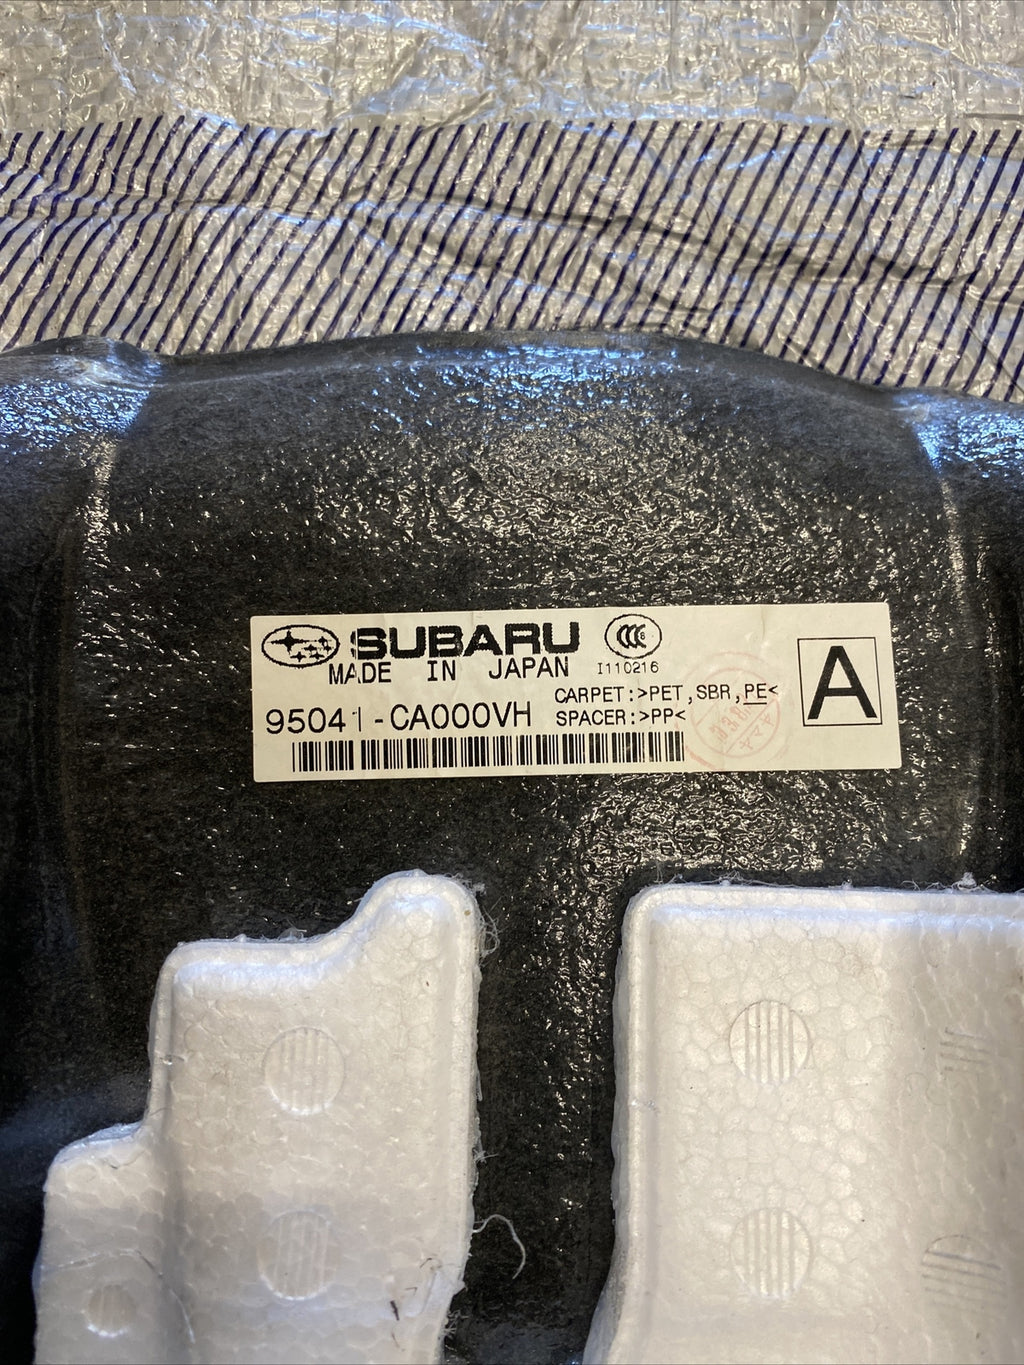 SUBARU
MADE IN JAPAN
I110216
A
CARPET:>PET,SBR,PE<
95041-CA000VH
SPACER:>PP<